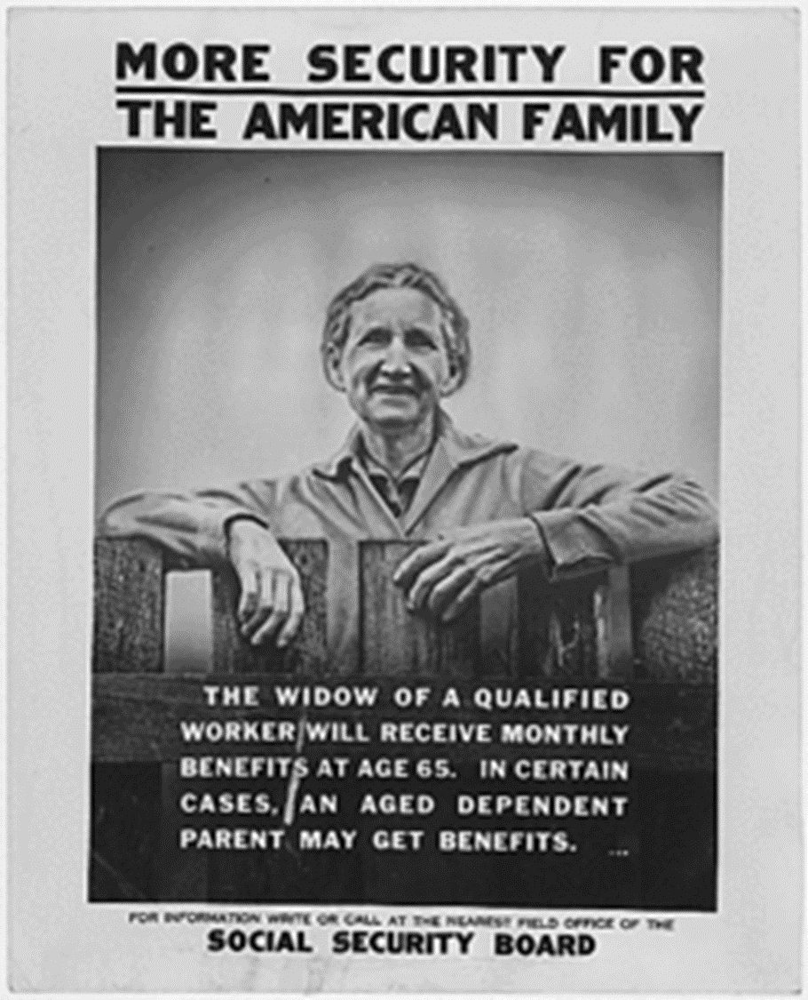 MORE SECURITY FOR
THE AMERICAN FAMILY
THE WIDOW OF A QUALIFIED
WORKER WILL RECEIVE MONTHLY
BENEFITS AT AGE 65. IN CERTAIN
CASES, AN AGED DEPENDENT
PARENT MAY GET BENEFITS. ...
FOR INFORMATION WRITE OR CALL AT THE NEAREST FIELD OFFICE OF THE
SOCIAL SECURITY BOARD